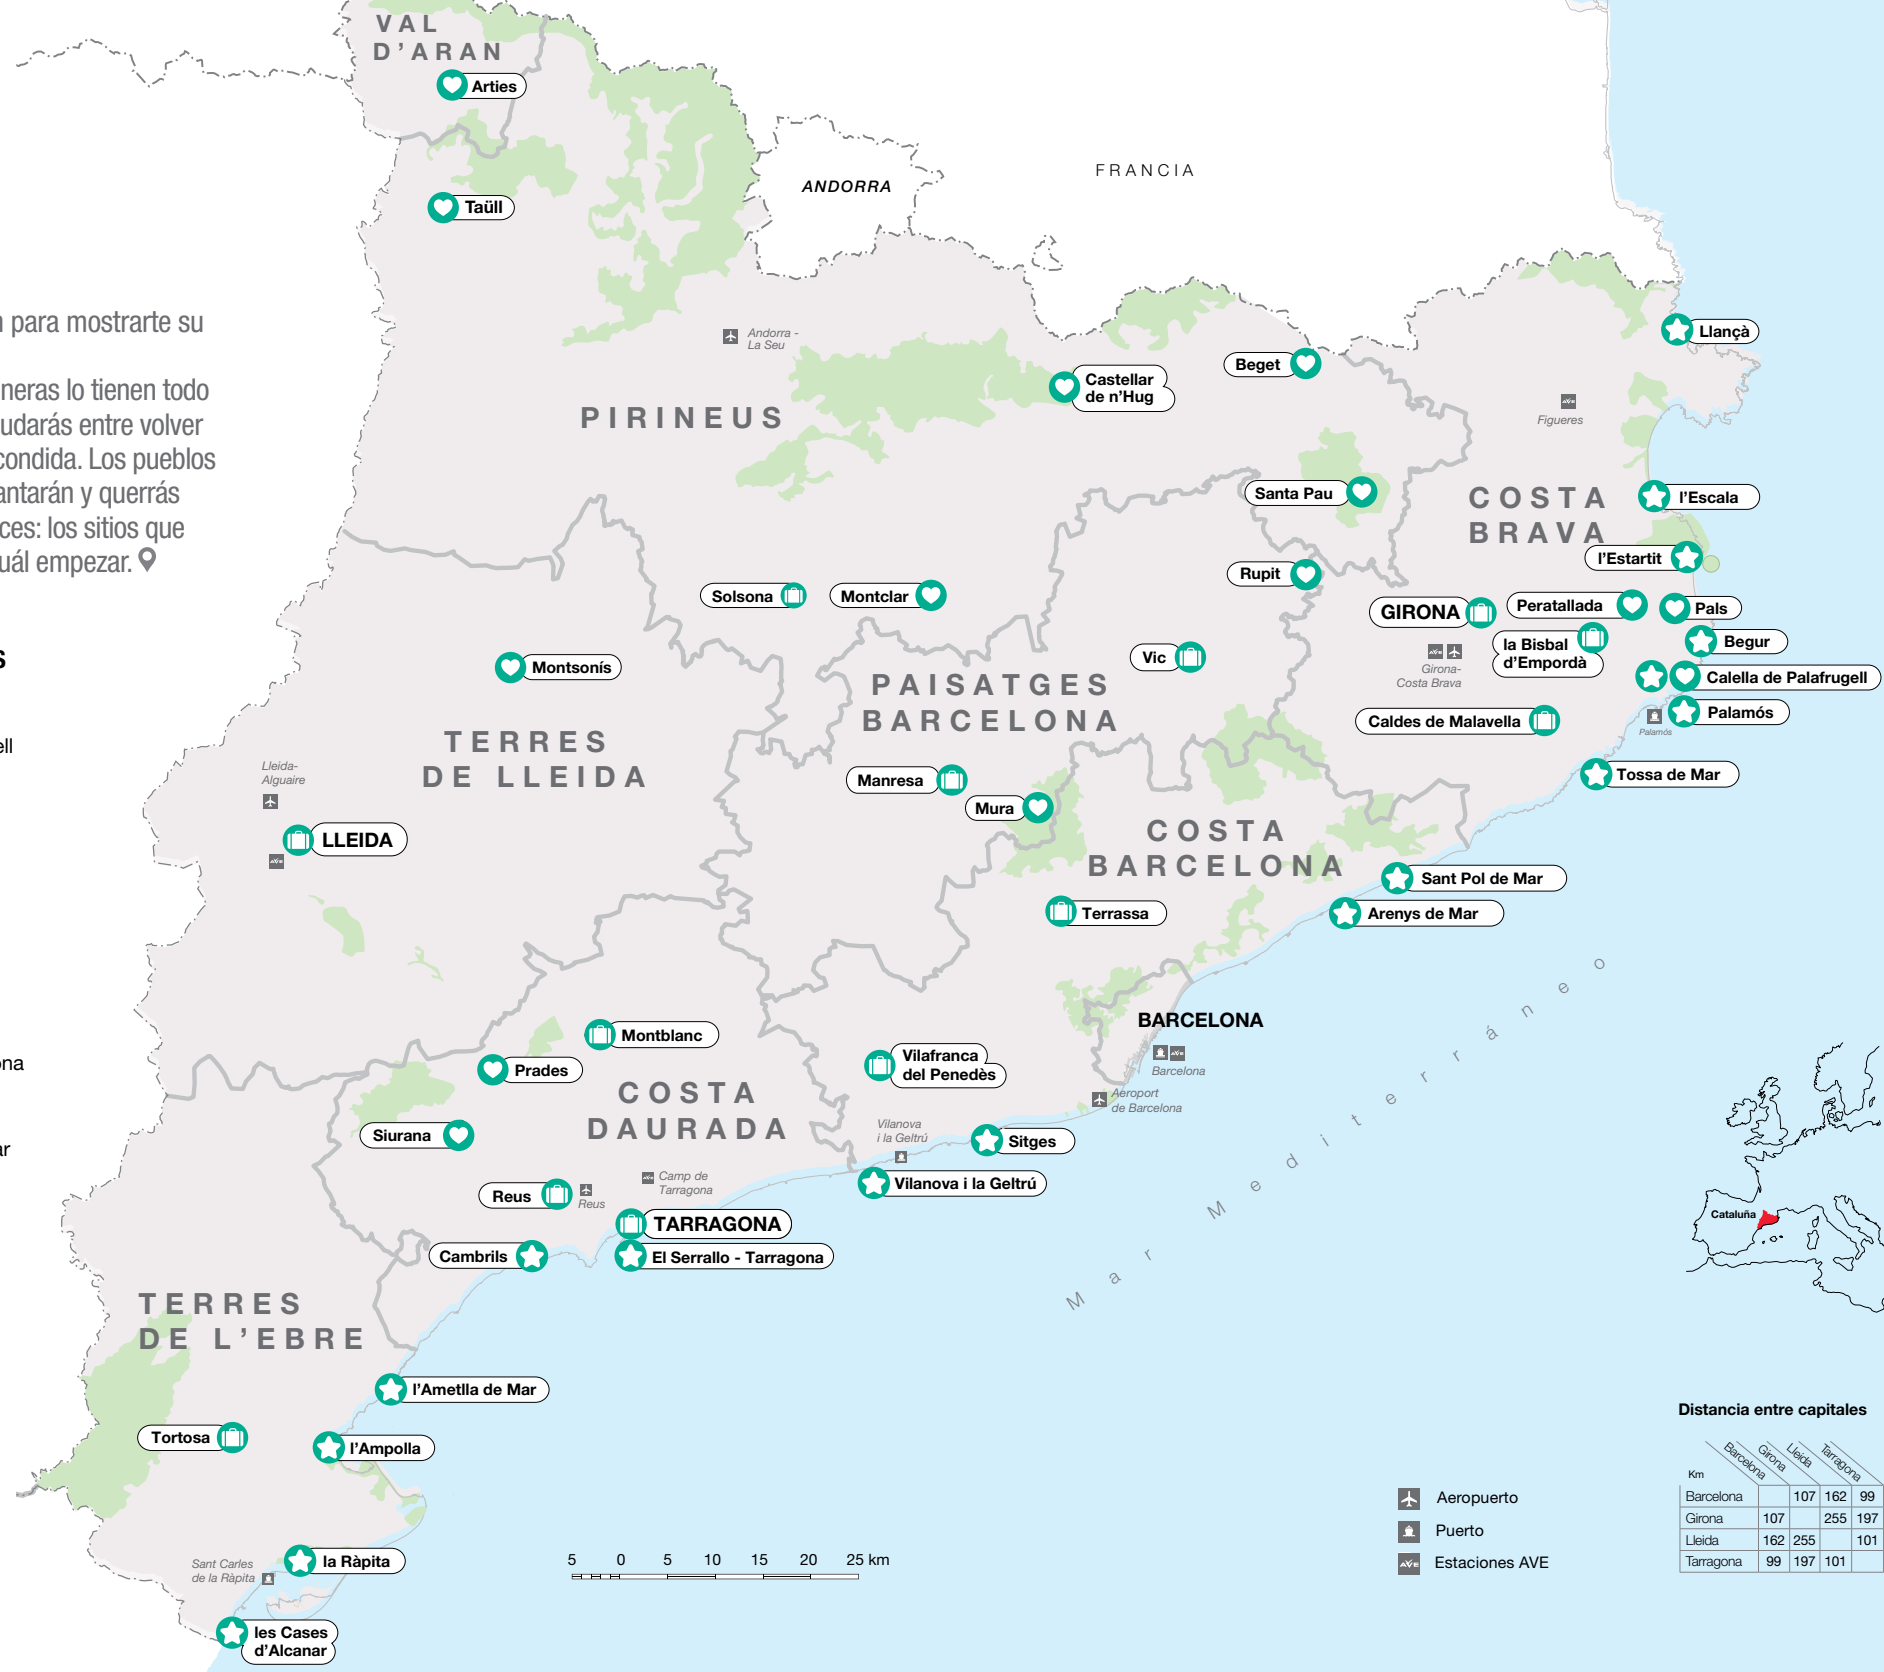 VAL
D'ARAN
Arties
Taüll
ANDORRA
FRANCIA
para mostrarte su
neras lo tienen todo
udarás entre volver
condida. Los pueblos
antarán y querrás
ces: los sitios que
uál empezar.
S
ell
ona
ar
Andorra -
La Seu
PIRINEUS
Castellar
de n'Hug
Beget
Llançà
Figueres
Santa Pau
COSTA
BRAVA
l'Escala
l'Estartit
Solsona
Montclar
Rupit
GIRONA
Peratallada
Pals
la Bisbal
d'Empordà
Begur
Girona-
Costa Brava
Calella de Palafrugell
Palamós
Palamós
Caldes de Malavella
Tossa de Mar
Montsonís
Vic
PAISATGES
BARCELONA
TERRES
DE LLEIDA
Manresa
Mura
Lleida-
Alguaire
LLEIDA
COSTA
BARCELONA
Sant Pol de Mar
Arenys de Mar
Terrassa
BARCELONA
Barcelona
Aeroport
de Barcelona
Montblanc
Prades
Vilafranca
del Penedès
COSTA
DAURADA
Siurana
Vilanova
i la Geltrú
Sitges
Vilanova i la Geltrú
Camp de
Tarragona
Reus
Reus
TARRAGONA
El Serrallo - Tarragona
Cambrils
Mar Mediterráneo
Cataluña
TERRES
DE L'EBRE
l'Ametlla de Mar
Tortosa
l'Ampolla
Sant Carles
de la Ràpita
la Ràpita
les Cases
d'Alcanar
5 0 5 10 15 20 25 km
Aeropuerto
Puerto
AVE Estaciones AVE
Distancia entre capitales
Km Barcelona Girona Lleida Tarragona
Barcelona 107 162 99
Girona 107 255 197
Lleida 162 255 101
Tarragona 99 197 101